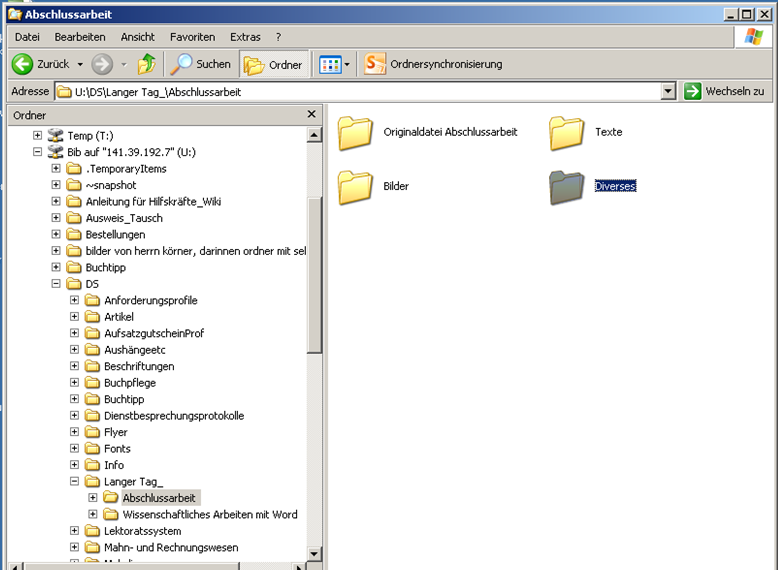 Abschlussarbeit
Datei Bearbeiten Ansicht Favoriten Extras ?
Zurück Suchen Ordner Ordnersynchronisierung
Adresse U:\DS\Langer Tag_\Abschlussarbeit Wechseln zu
Ordner
Temp (T:)
Bib auf "141.39.192.7" (U:)
.TemporaryItems
~snapshot
Anleitung für Hilfskräfte_Wiki
Ausweis_Tausch
Bestellungen
bilder von herrn körner, darinnen ordner mit sel
Buchtipp
DS
Anforderungsprofile
Artikel
AufsatzgutscheinProf
Aushängeetc
Beschriftungen
Buchpflege
Buchtipp
Dienstbesprechungsprotokolle
Flyer
Fonts
Info
Langer Tag_
Abschlussarbeit
Wissenschaftliches Arbeiten mit Word
Lektoratssystem
Mahn- und Rechnungswesen
Originaldatei Abschlussarbeit Texte
Bilder Diverses